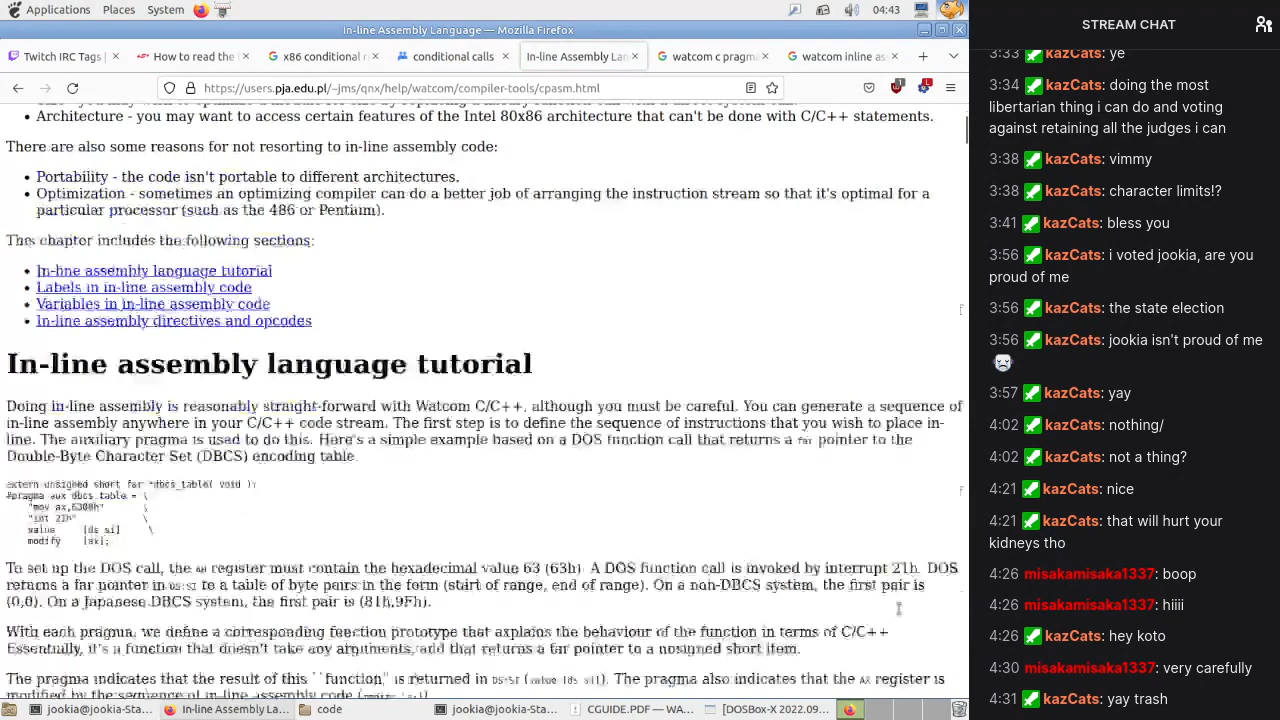 Applications Places System 04:43
In-line Assembly Language — Mozilla Firefox
Twitch IRC Tags
How to read the
x86 conditional r
conditional calls
In-line Assembly Lan
watcom c pragm
watcom inline as
https://users.pja.edu.pl/~jms/qnx/help/watcom/compiler-tools/cpasm.html
Architecture - you may want to access certain features of the Intel 80x86 architecture that can't be done with C/C++ statements.
There are also some reasons for not resorting to in-line assembly code:
Portability - the code isn't portable to different architectures.
Optimization - sometimes an optimizing compiler can do a better job of arranging the instruction stream so that it's optimal for a
particular processor (such as the 486 or Pentium).
This chapter includes the following sections:
In-line assembly language tutorial
Labels in in-line assembly code
Variables in in-line assembly code
In-line assembly directives and opcodes
In-line assembly language tutorial
Doing in-line assembly is reasonably straight-forward with Watcom C/C++, although you must be careful. You can generate a sequence of
in-line assembly anywhere in your C/C++ code stream. The first step is to define the sequence of instructions that you wish to place in-
line. The auxiliary pragma is used to do this. Here's a simple example based on a DOS function call that returns a far pointer to the
Double-Byte Character Set (DBCS) encoding table.
extern unsigned short far *dbcs_table( void );
#pragma aux dbcs_table = \
"mov ax,6300h" \
"int 21h" \
value [ds si] \
modify [ax];
To set up the DOS call, the register must contain the hexadecimal value 63 (63h). A DOS function call is invoked by interrupt 21h. DOS
returns a far pointer in to a table of byte pairs in the form (start of range, end of range). On a non-DBCS system, the first pair is
(0,0). On a Japanese DBCS system, the first pair is (81h,9Fh).
With each pragma, we define a corresponding function prototype that explains the behaviour of the function in terms of C/C++
Essentially, it's a function that doesn't take any arguments, and that returns a far pointer to a unsigned short item.
The pragma indicates that the result of this "function" is returned in DS:SI (value [ds si]). The pragma also indicates that the AX register is
modified by the sequence of in-line assembly code
jookia@jookia-Sta…
In-line Assembly La…
jookia@jookia-Sta…
CGUIDE.PDF — WA…
[DOSBox-X 2022.09…
STREAM CHAT
3:33 kazCats: ye
3:34 kazCats: doing the most
libertarian thing i can do and voting
against retaining all the judges i can
3:38 kazCats: vimmy
3:38 kazCats: character limits!?
3:41 kazCats: bless you
3:56 kazCats: i voted jookia, are you
proud of me
3:56 kazCats: the state election
3:56 kazCats: jookia isn't proud of me
3:57 kazCats: yay
4:02 kazCats: nothing/
4:02 kazCats: not a thing?
4:21 kazCats: nice
4:21 kazCats: that will hurt your
kidneys tho
4:26 misakamisaka1337: boop
4:26 misakamisaka1337: hiiii
4:26 kazCats: hey koto
4:30 misakamisaka1337: very carefully
4:31 kazCats: yay trash